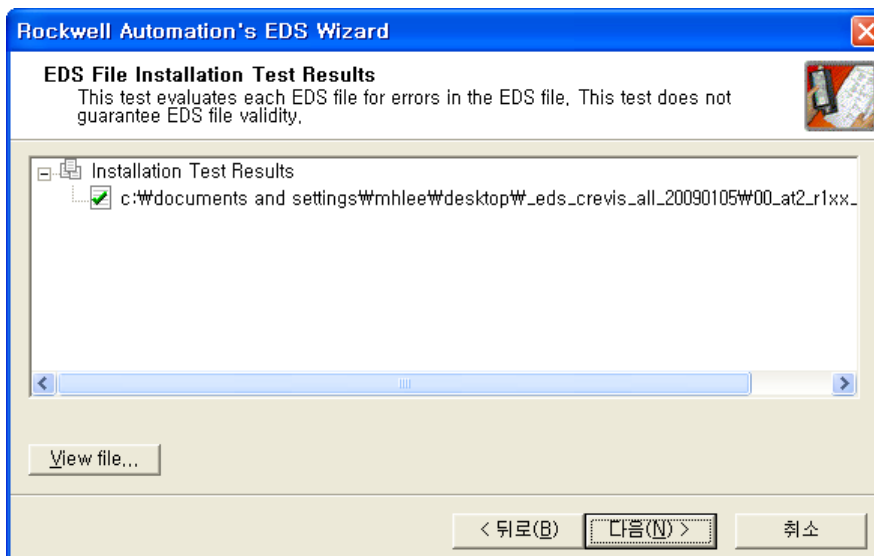 Rockwell Automation's EDS Wizard
EDS File Installation Test Results
This test evaluates each EDS file for errors in the EDS file, This test does not
guarantee EDS file validity,
Installation Test Results
c:₩documents and settings₩mhlee₩desktop₩_eds_crevis_all_20090105₩00_at2_r1xx_
View file,,,
< 뒤로(B)
다음(N) >
취소